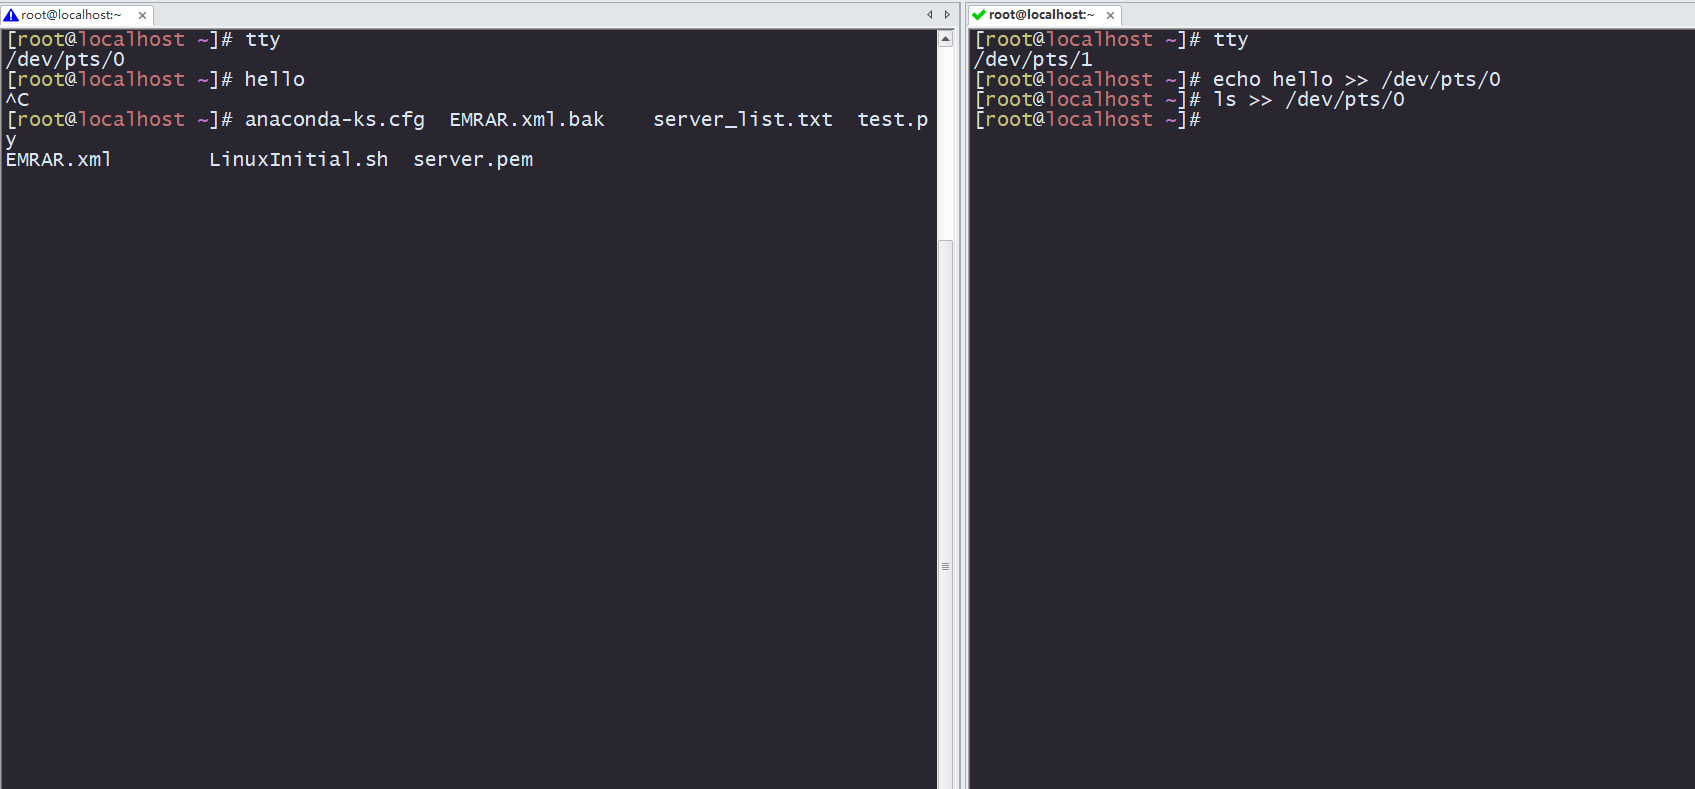 root@localhost:~
[root@localhost ~]# tty
/dev/pts/0
[root@localhost ~]# hello
^C
[root@localhost ~]# anaconda-ks.cfg  EMRAR.xml.bak    server_list.txt  test.p
y
EMRAR.xml        LinuxInitial.sh  server.pem
root@localhost:~
[root@localhost ~]# tty
/dev/pts/1
[root@localhost ~]# echo hello >> /dev/pts/0
[root@localhost ~]# ls >> /dev/pts/0
[root@localhost ~]#